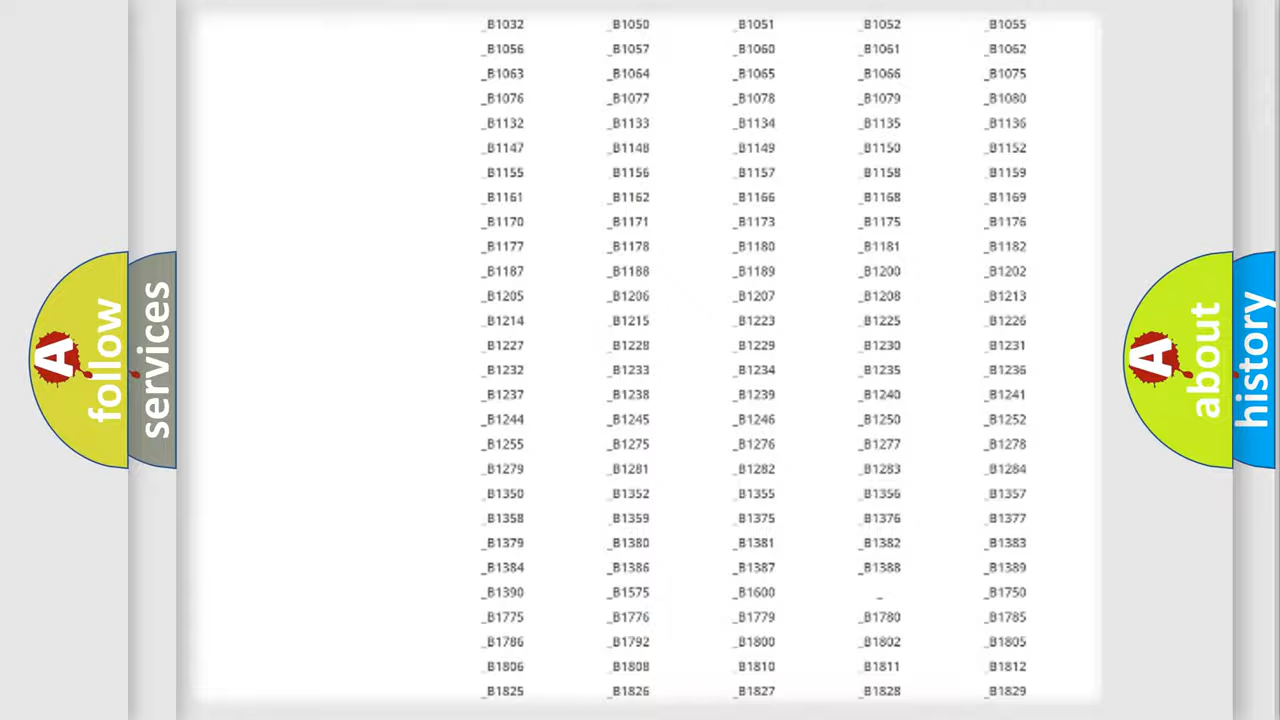 _B1032 _B1050 _B1051 _B1052 _B1055
_B1056 _B1057 _B1060 _B1061 _B1062
_B1063 _B1064 _B1065 _B1066 _B1075
_B1076 _B1077 _B1078 _B1079 _B1080
_B1132 _B1133 _B1134 _B1135 _B1136
_B1147 _B1148 _B1149 _B1150 _B1152
_B1155 _B1156 _B1157 _B1158 _B1159
_B1161 _B1162 _B1166 _B1168 _B1169
_B1170 _B1171 _B1173 _B1175 _B1176
_B1177 _B1178 _B1180 _B1181 _B1182
_B1187 _B1188 _B1189 _B1200 _B1202
_B1205 _B1206 _B1207 _B1208 _B1213
_B1214 _B1215 _B1223 _B1225 _B1226
_B1227 _B1228 _B1229 _B1230 _B1231
_B1232 _B1233 _B1234 _B1235 _B1236
_B1237 _B1238 _B1239 _B1240 _B1241
_B1244 _B1245 _B1246 _B1250 _B1252
_B1255 _B1275 _B1276 _B1277 _B1278
_B1279 _B1281 _B1282 _B1283 _B1284
_B1350 _B1352 _B1355 _B1356 _B1357
_B1358 _B1359 _B1375 _B1376 _B1377
_B1379 _B1380 _B1381 _B1382 _B1383
_B1384 _B1386 _B1387 _B1388 _B1389
_B1390 _B1575 _B1600 _ _B1750
_B1775 _B1776 _B1779 _B1780 _B1785
_B1786 _B1792 _B1800 _B1802 _B1805
_B1806 _B1808 _B1810 _B1811 _B1812
_B1825 _B1826 _B1827 _B1828 _B1829
A follow
services
A about
history